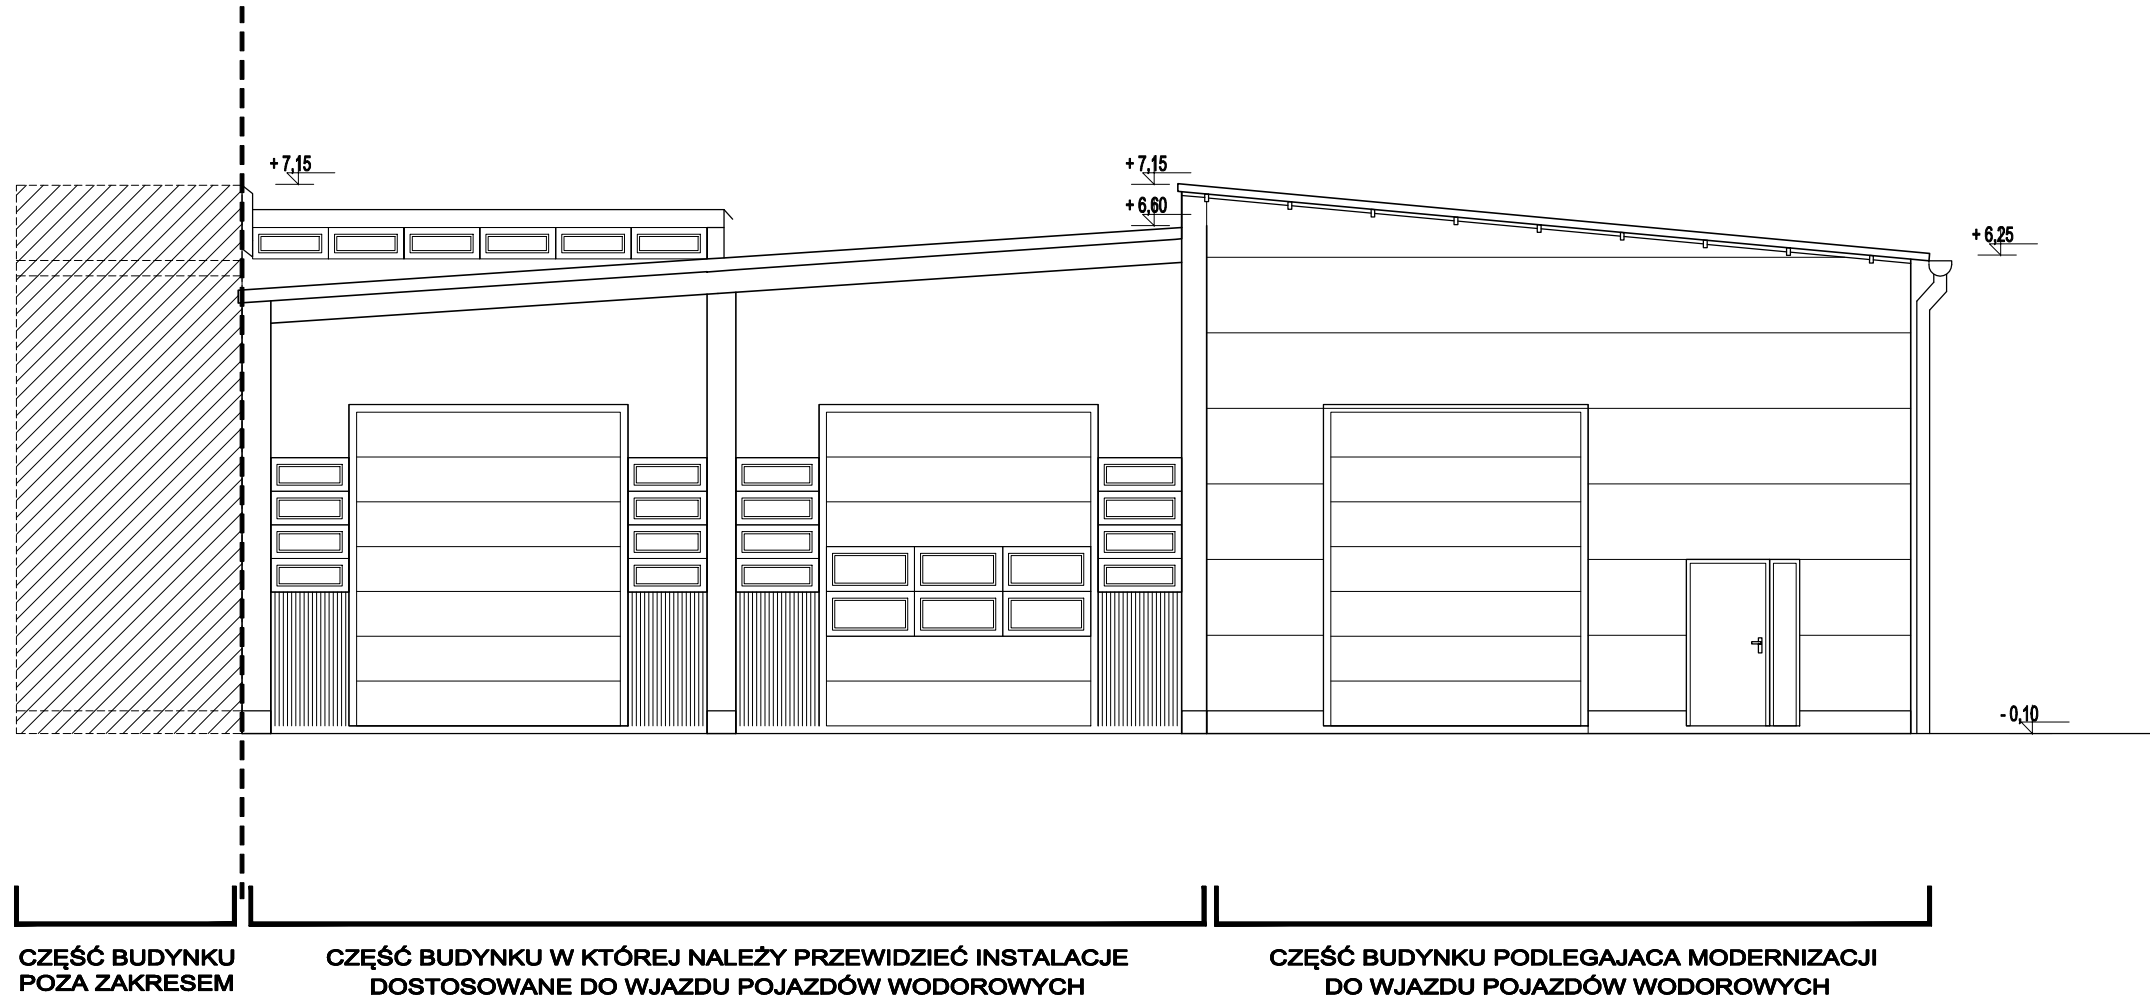 + 7,15
+ 7,15
+ 6,60
+ 6,25
- 0,10
CZĘŚĆ BUDYNKU
POZA ZAKRESEM
CZĘŚĆ BUDYNKU W KTÓREJ NALEŻY PRZEWIDZIEĆ INSTALACJE
DOSTOSOWANE DO WJAZDU POJAZDÓW WODOROWYCH
CZĘŚĆ BUDYNKU PODLEGAJACA MODERNIZACJI
DO WJAZDU POJAZDÓW WODOROWYCH